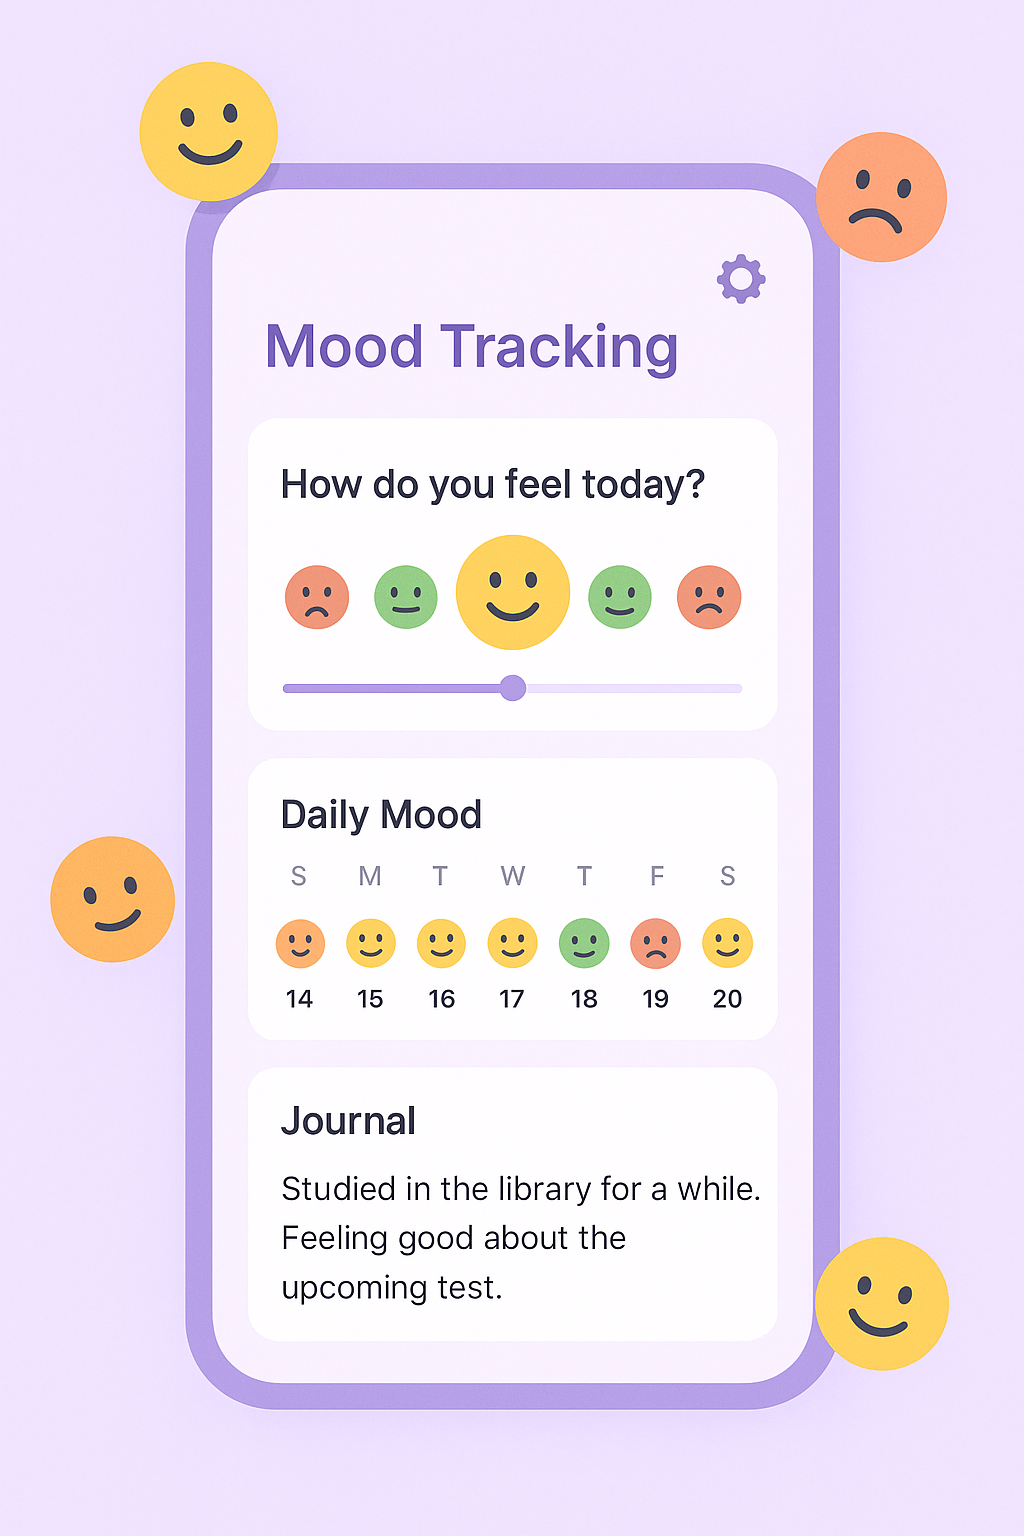 Mood Tracking
How do you feel today?
Daily Mood
S M T W T F S
14 15 16 17 18 19 20
Journal
Studied in the library for a while.
Feeling good about the
upcoming test.